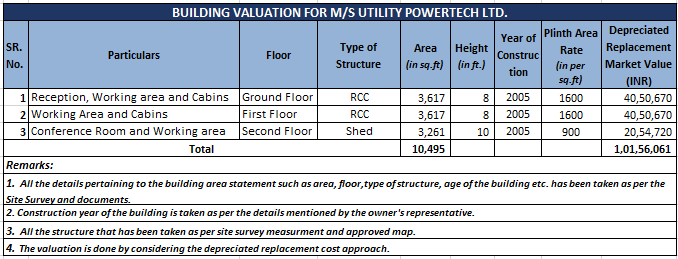 BUILDING VALUATION FOR M/S UTILITY POWERTECH LTD.
SR. No. Particulars Floor Type of Structure Area (in sq.ft) Height (in ft.) Year of Construc tion Plinth Area Rate (in per sq.ft) Depreciated Replacement Market Value (INR)
1 Reception, Working area and Cabins Ground Floor RCC 3,617 8 2005 1600 40,50,670
2 Working Area and Cabins First Floor RCC 3,617 8 2005 1600 40,50,670
3 Conference Room and Working area Second Floor Shed 3,261 10 2005 900 20,54,720
Total 10,495 1,01,56,061
Remarks:
1. All the details pertaining to the building area statement such as area, floor,type of structure, age of the building etc. has been taken as per the
Site Survey and documents.
2. Construction year of the building is taken as per the details mentioned by the owner's representative.
3. All the structure that has been taken as per site survey measurment and approved map.
4. The valuation is done by considering the depreciated replacement cost approach.